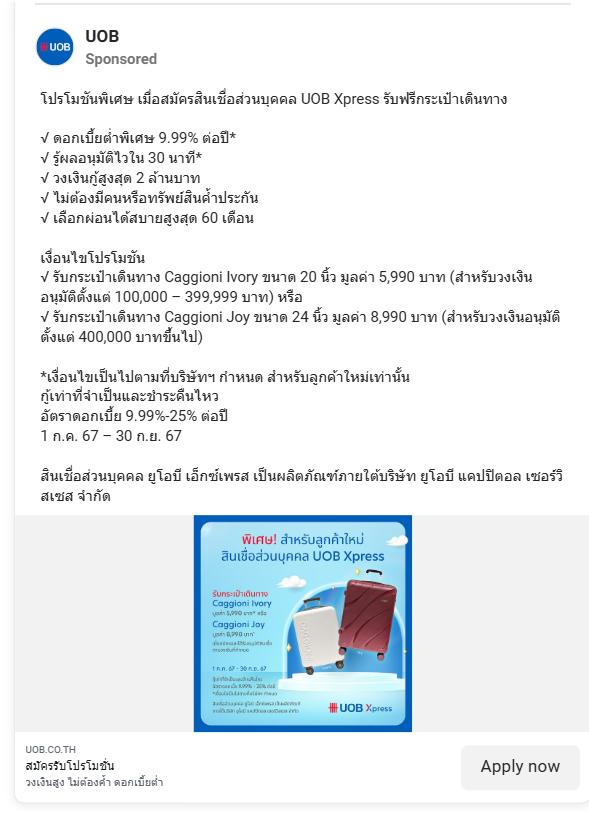 UOB
UOB
Sponsored
โปรโมชันพิเศษ เมื่อสมัครสินเชื่อส่วนบุคคล UOB Xpress รับฟรีกระเป๋าเดินทาง
√ ดอกเบี้ยต่ำพิเศษ 9.99% ต่อปี*
√ รู้ผลอนุมัติไวใน 30 นาที*
√ วงเงินกู้สูงสุด 2 ล้านบาท
√ ไม่ต้องมีคนหรือทรัพย์สินค้ำประกัน
√ เลือกผ่อนได้สบายสูงสุด 60 เดือน
เงื่อนไขโปรโมชัน
√ รับกระเป๋าเดินทาง Caggioni Ivory ขนาด 20 นิ้ว มูลค่า 5,990 บาท (สำหรับวงเงิน
อนุมัติตั้งแต่ 100,000 – 399,999 บาท) หรือ
√ รับกระเป๋าเดินทาง Caggioni Joy ขนาด 24 นิ้ว มูลค่า 8,990 บาท (สำหรับวงเงินอนุมัติ
ตั้งแต่ 400,000 บาทขึ้นไป)
*เงื่อนไขเป็นไปตามที่บริษัทฯ กำหนด สำหรับลูกค้าใหม่เท่านั้น
กู้เท่าที่จำเป็นและชำระคืนไหว
อัตราดอกเบี้ย 9.99%-25% ต่อปี
1 ก.ค. 67 – 30 ก.ย. 67
สินเชื่อส่วนบุคคล ยูโอบี เอ็กซ์เพรส เป็นผลิตภัณฑ์ภายใต้บริษัท ยูโอบี แคปปิตอล เซอร์วิ
สเซส จำกัด
พิเศษ! สำหรับลูกค้าใหม่
สินเชื่อส่วนบุคคล UOB Xpress
รับกระเป๋าเดินทาง
Caggioni Ivory
มูลค่า 5,990 บาท* หรือ
Caggioni Joy
มูลค่า 8,990 บาท*
1 ก.ค. 67 - 30 ก.ย. 67
UOB Xpress
UOB.CO.TH
สมัครรับโปรโมชั่น
วงเงินสูง ไม่ต้องค้ำ ดอกเบี้ยต่ำ
Apply now